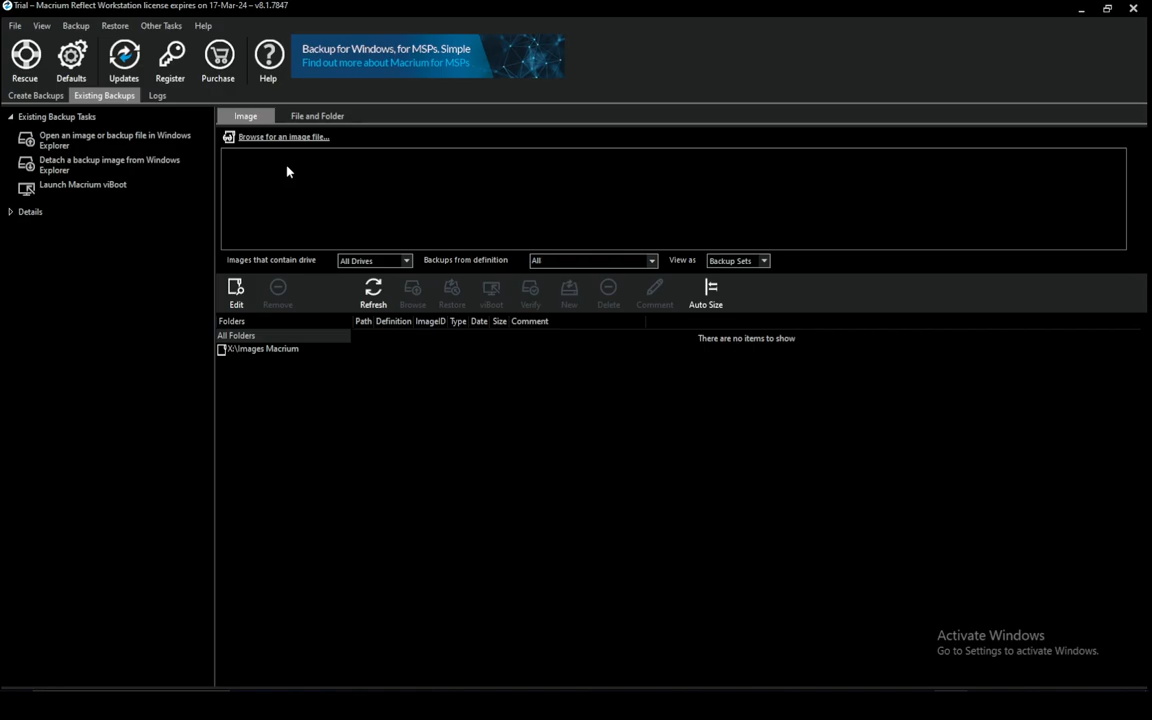 Trial - Macrium Reflect Workstation license expires on 17-Mar-24 - v8.1.7847
File View Backup Restore Other Tasks Help
Rescue Defaults Updates Register Purchase Help
Backup for Windows, for MSPs. Simple
Find out more about Macrium for MSPs
Create Backups Existing Backups Logs
Existing Backup Tasks
Open an image or backup file in Windows
Explorer
Detach a backup image from Windows
Explorer
Launch Macrium viBoot
Details
Image File and Folder
Browse for an image file...
Images that contain drive All Drives Backups from definition All View as Backup Sets
Edit Remove Refresh Browse Restore viBoot Verify New Delete Comment Auto Size
Folders Path Definition ImageID Type Date Size Comment
All Folders
There are no items to show
X:\Images Macrium
Activate Windows
Go to Settings to activate Windows.